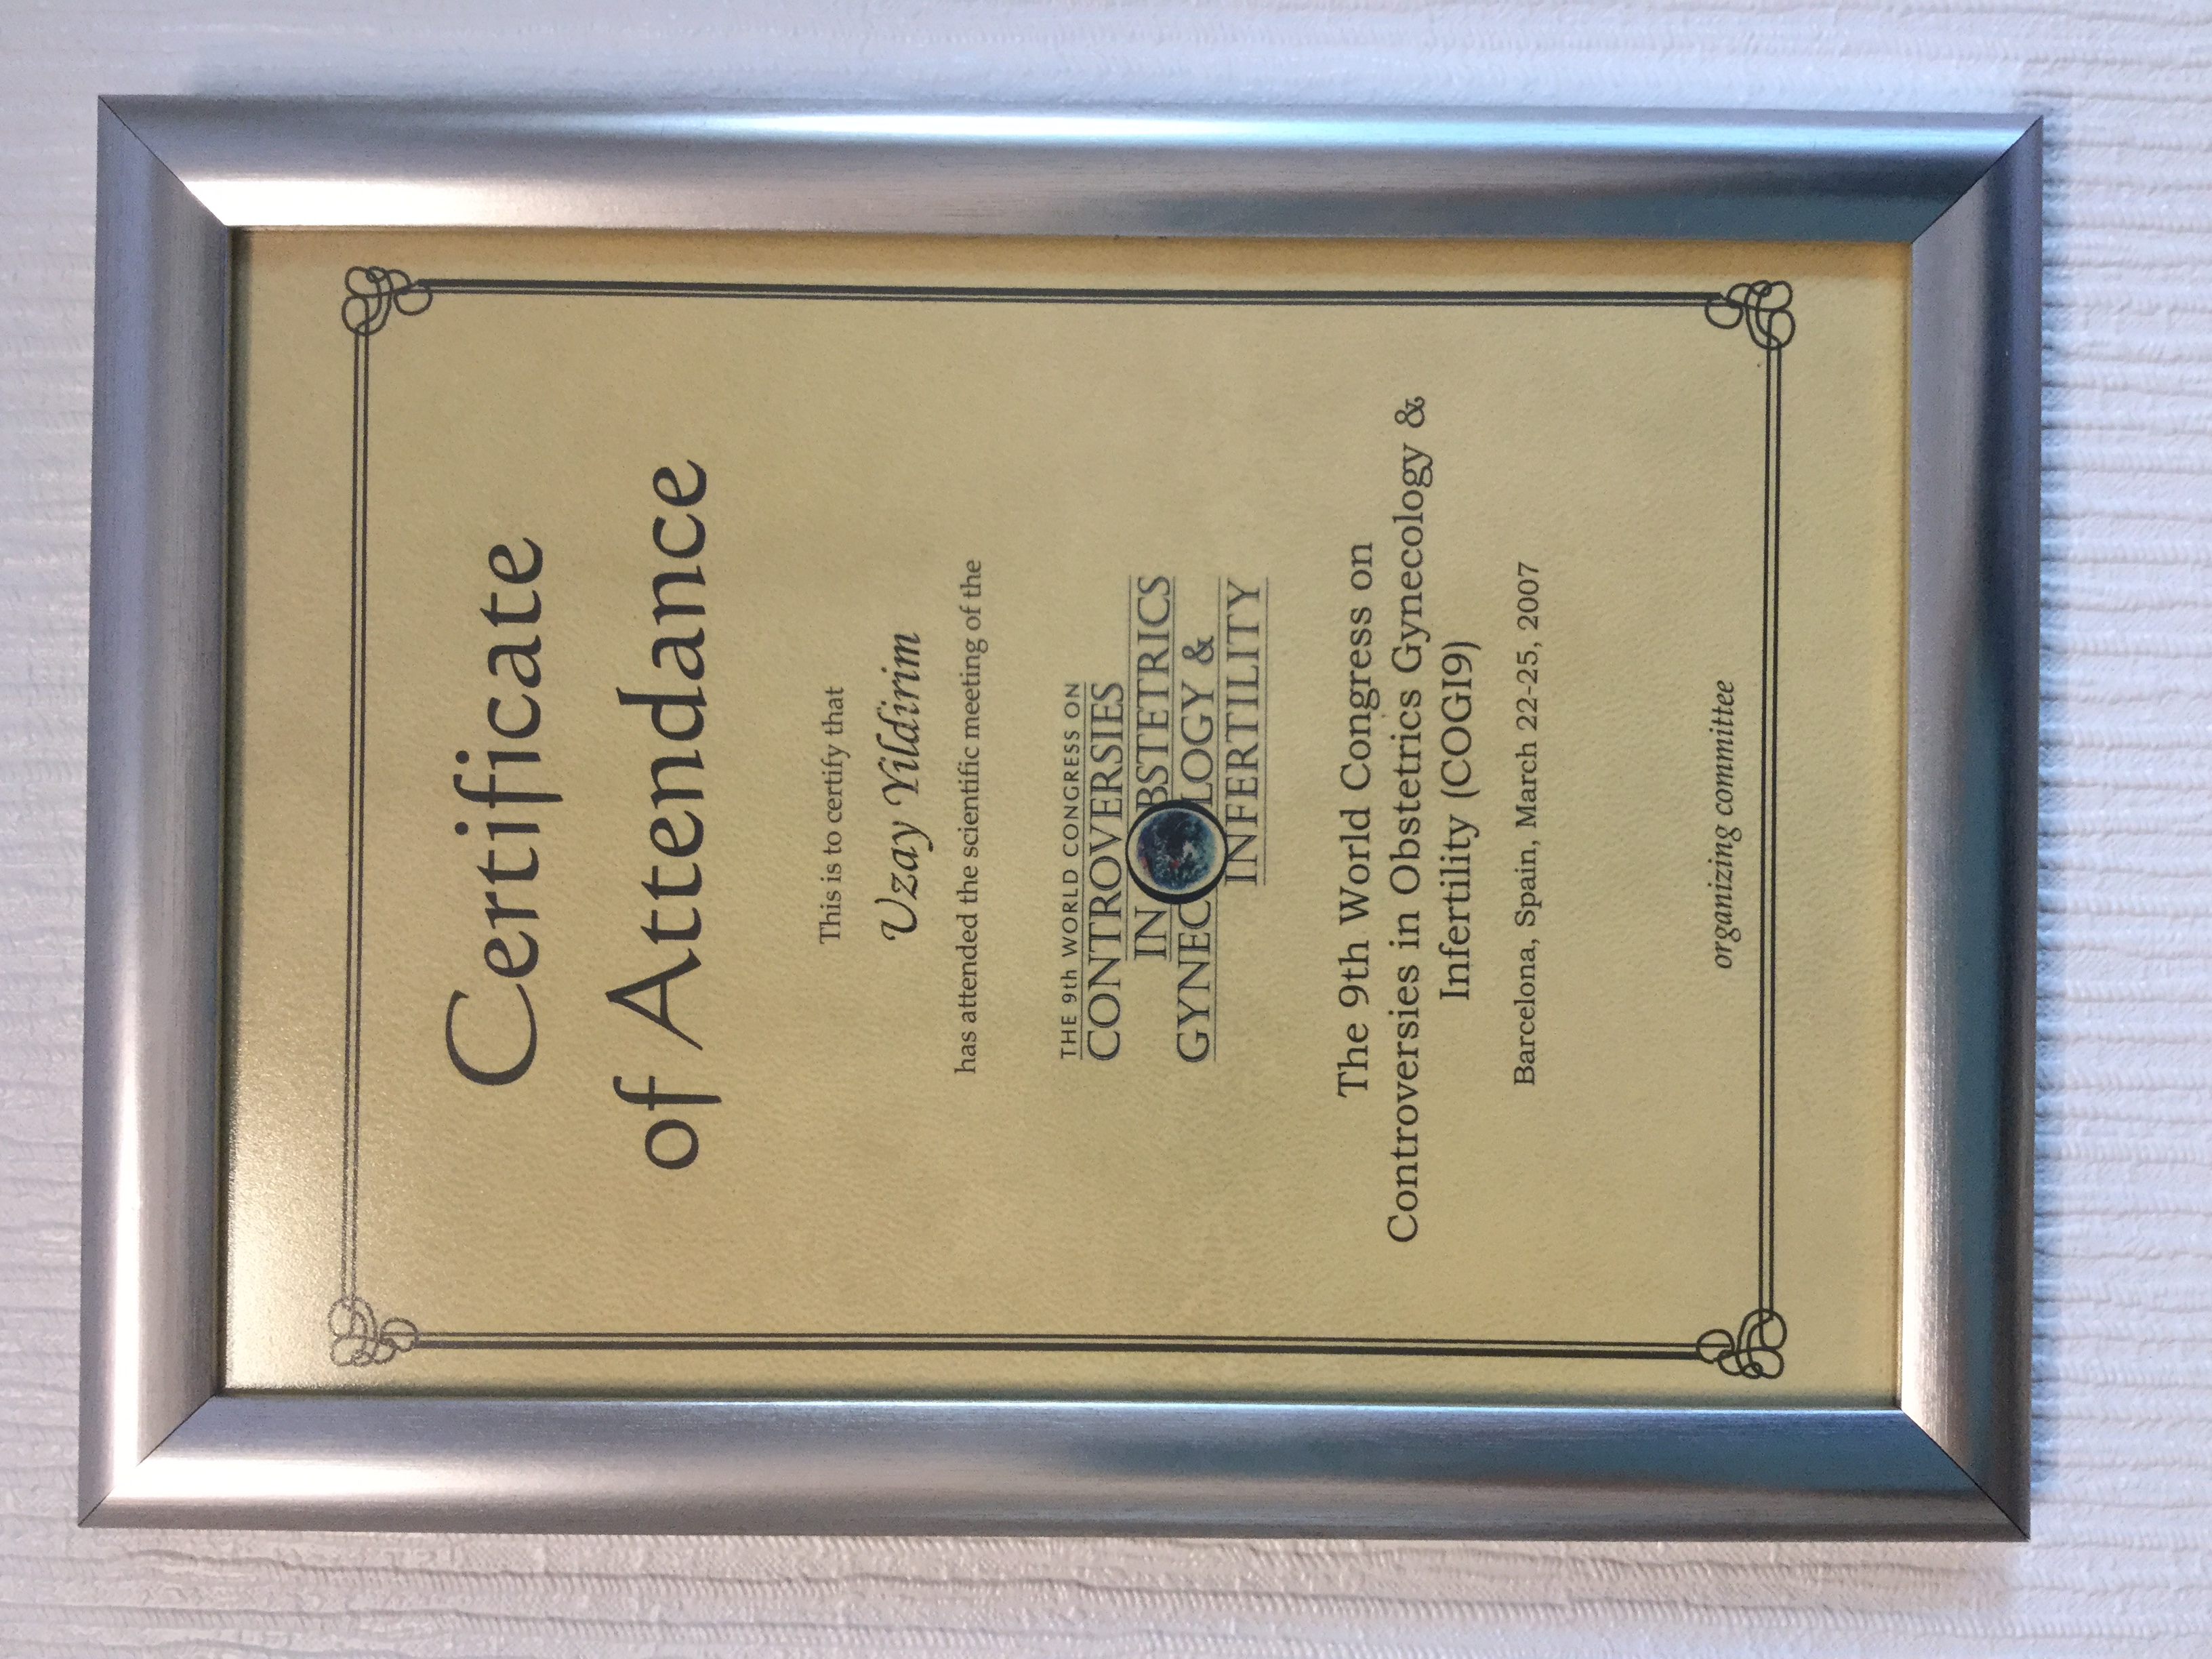 Certificate
of Attendance
This is to certify that
Uzay Yildirim
has attended the scientific meeting of the
THE 9th WORLD CONGRESS ON
CONTROVERSIES
IN OBSTETRICS
GYNECOLOGY &
INFERTILITY
The 9th World Congress on
Controversies in Obstetrics Gynecology &
Infertility (COGI9)
Barcelona, Spain, March 22-25, 2007
organizing committee